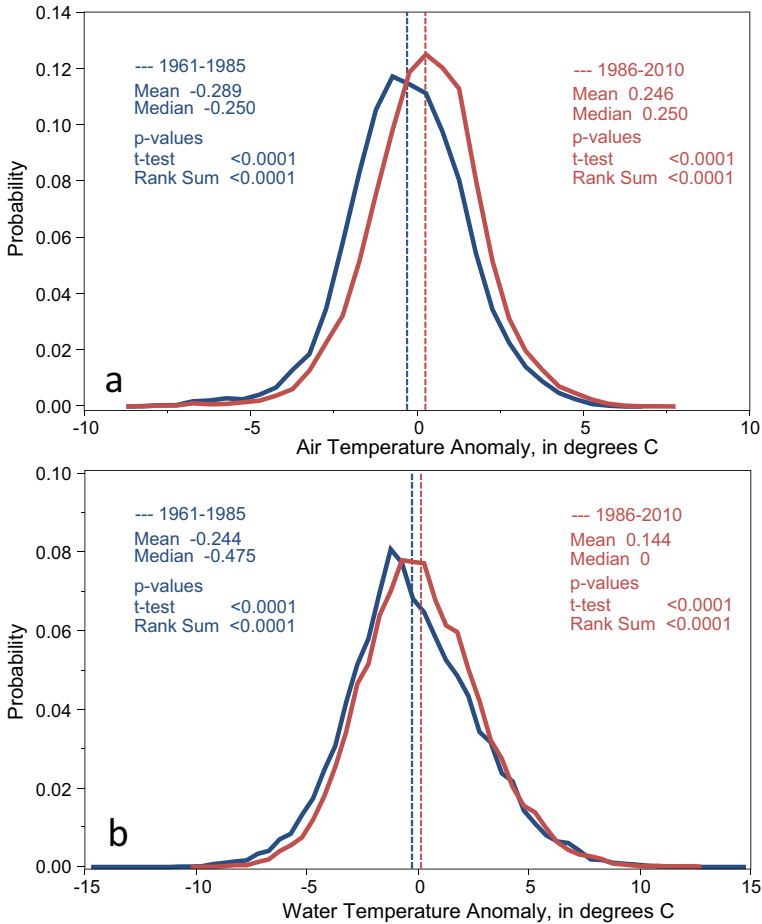 0.14
0.12
0.10
0.08
0.06
0.04
0.02
0.00
Probability
--- 1961-1985
Mean -0.289
Median -0.250
p-values
t-test <0.0001
Rank Sum <0.0001
--- 1986-2010
Mean 0.246
Median 0.250
p-values
t-test <0.0001
Rank Sum <0.0001
a
-10 -5 0 5 10
Air Temperature Anomaly, in degrees C
0.10
0.08
0.06
0.04
0.02
0.00
Probability
--- 1961-1985
Mean -0.244
Median -0.475
p-values
t-test <0.0001
Rank Sum <0.0001
--- 1986-2010
Mean 0.144
Median 0
p-values
t-test <0.0001
Rank Sum <0.0001
b
-15 -10 -5 0 5 10 15
Water Temperature Anomaly, in degrees C